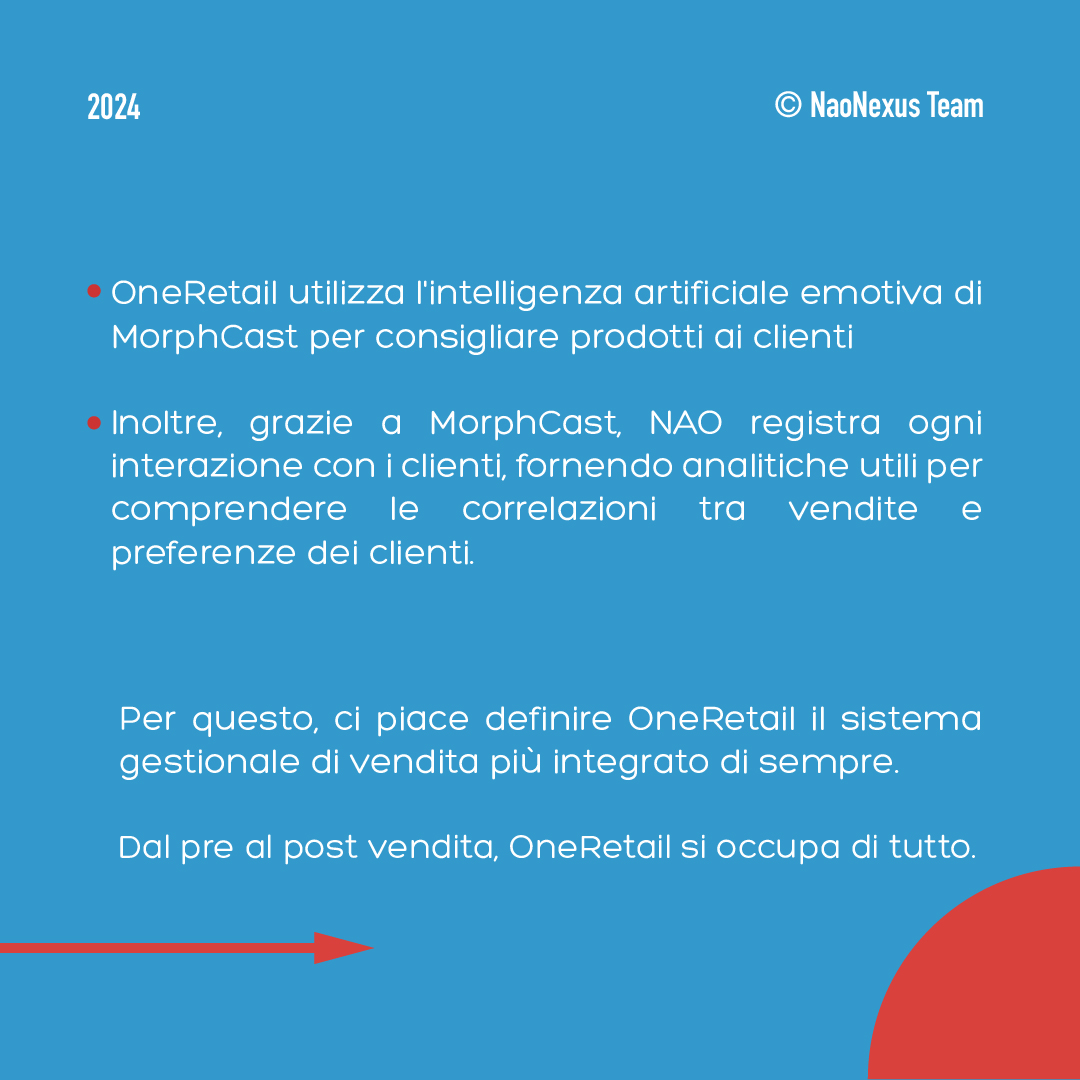 2024
© NaoNexus Team
• OneRetail utilizza l'intelligenza artificiale emotiva di
MorphCast per consigliare prodotti ai clienti
• Inoltre, grazie a MorphCast, NAO registra ogni
interazione con i clienti, fornendo analitiche utili per
comprendere le correlazioni tra vendite e
preferenze dei clienti.
Per questo, ci piace definire OneRetail il sistema
gestionale di vendita più integrato di sempre.
Dal pre al post vendita, OneRetail si occupa di tutto.